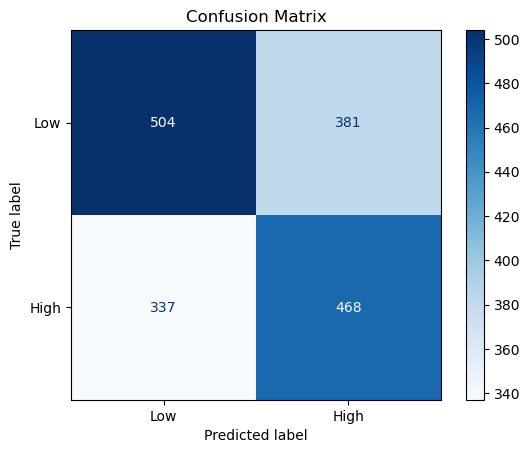 Confusion Matrix
True label
Low
504
381
High
337
468
Low
High
Predicted label
500
480
460
440
420
400
380
360
340